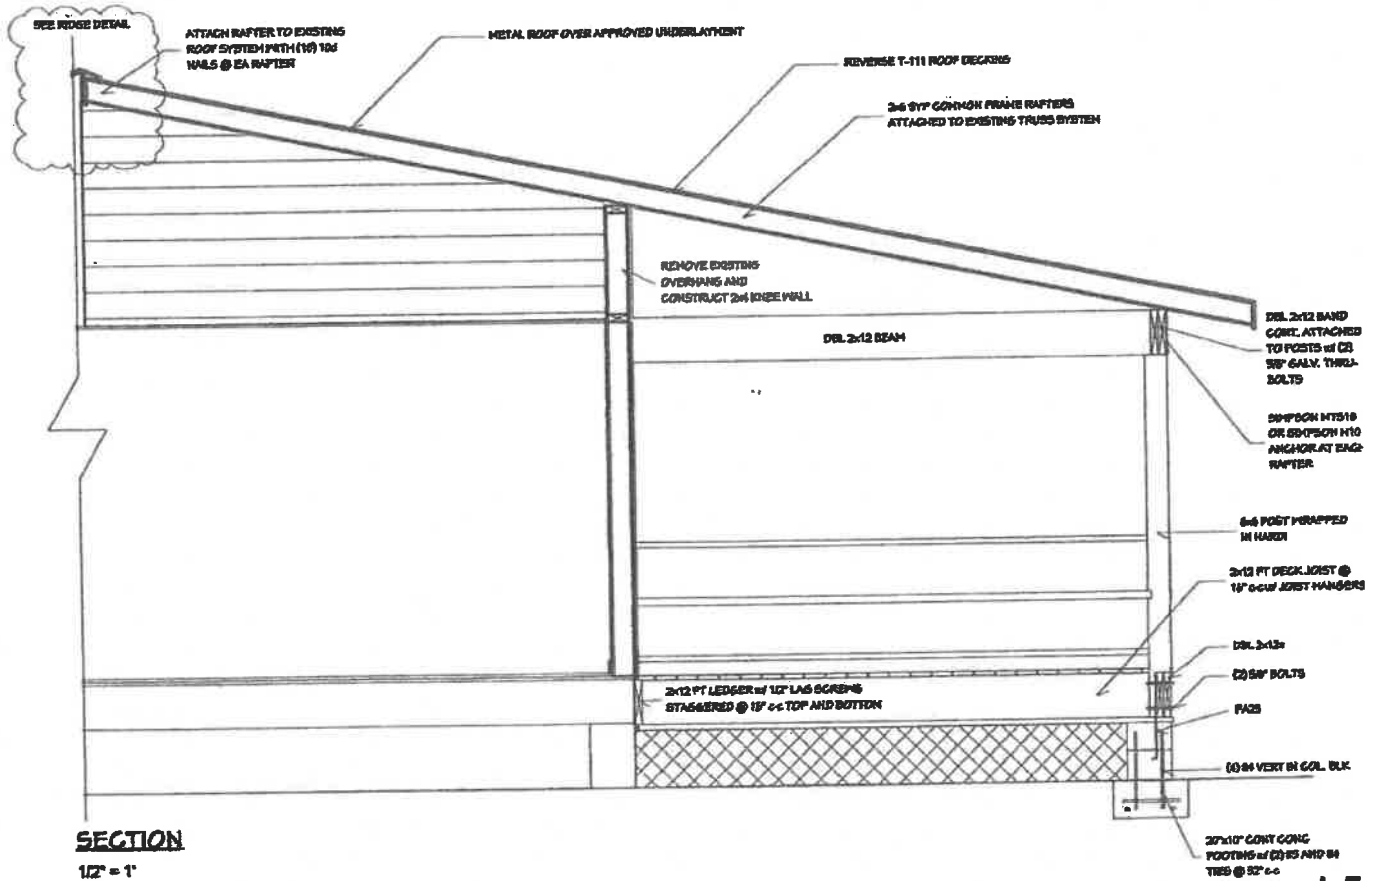 SEE RIDGE DETAIL
ATTACH RAFTER TO EXISTING
ROOF SYSTEM WITH (10) 10d
NAILS @ EA RAFTER
METAL ROOF OVER APPROVED UNDERLAYMENT
REVERSE T-111 ROOF DECKING
2x6 SYP COMMON FRAME RAFTERS
ATTACHED TO EXISTING TRUSS SYSTEM
REMOVE EXISTING
OVERHANG AND
CONSTRUCT 2x6 KNEE WALL
DBL 2x12 BEAM
DBL 2x12 BAND
CONT. ATTACHED
TO POSTS w/ (2)
5/8" GALV. THRU-
BOLTS
SIMPSON
OR SIMPSON H10
ANCHOR AT EACH
RAFTER
6x6 POST WRAPPED
IN HARDI
2x12 PT DECK JOIST @
16" o-c w/ JOIST HANGERS
DBL 2x12s
(2) 5/8" BOLTS
2x12 PT LEDGER w/ 1/2" LAG SCREWS
STAGGERED @ c-c TOP AND BOTTOM
PA28
#4 VERT IN COL. BLK
20"x10" CONT CONC
FOOTING w/ #5 AND #4
TIES @ 32" c-c
SECTION
1/2" = 1'